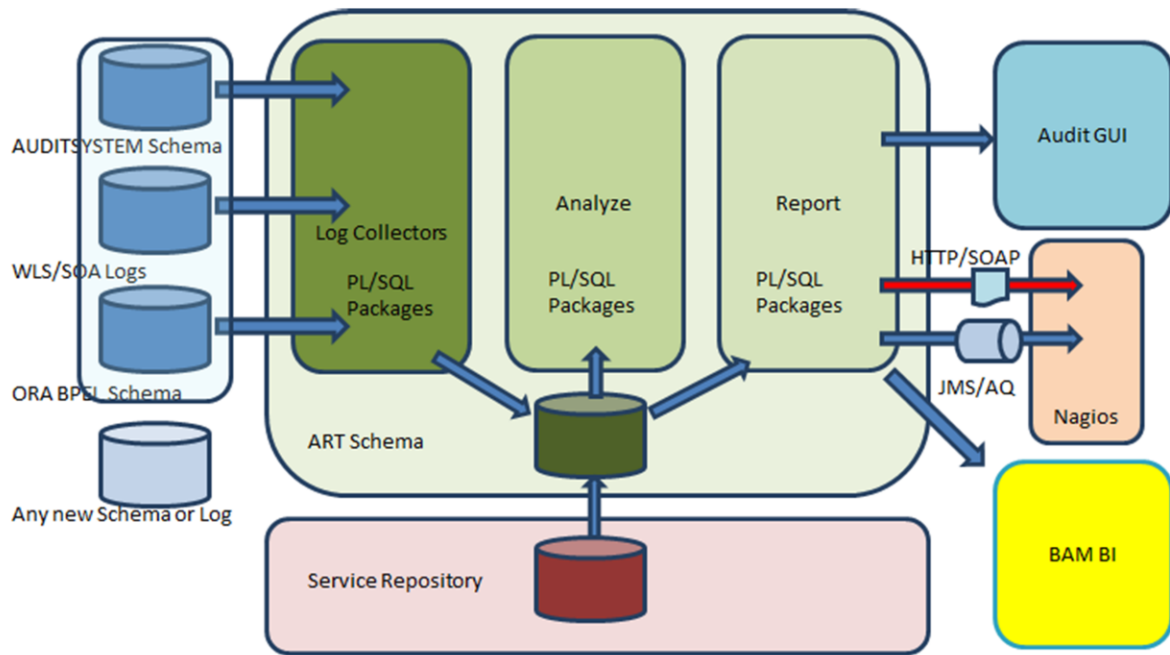 AUDITSYSTEM Schema
WLS/SOA Logs
ORA BPEL Schema
Any new Schema or Log
Log Collectors
PL/SQL
Packages
Analyze
PL/SQL
Packages
Report
PL/SQL
Packages
ART Schema
Service Repository
Audit GUI
HTTP/SOAP
JMS/AQ
Nagios
BAM BI